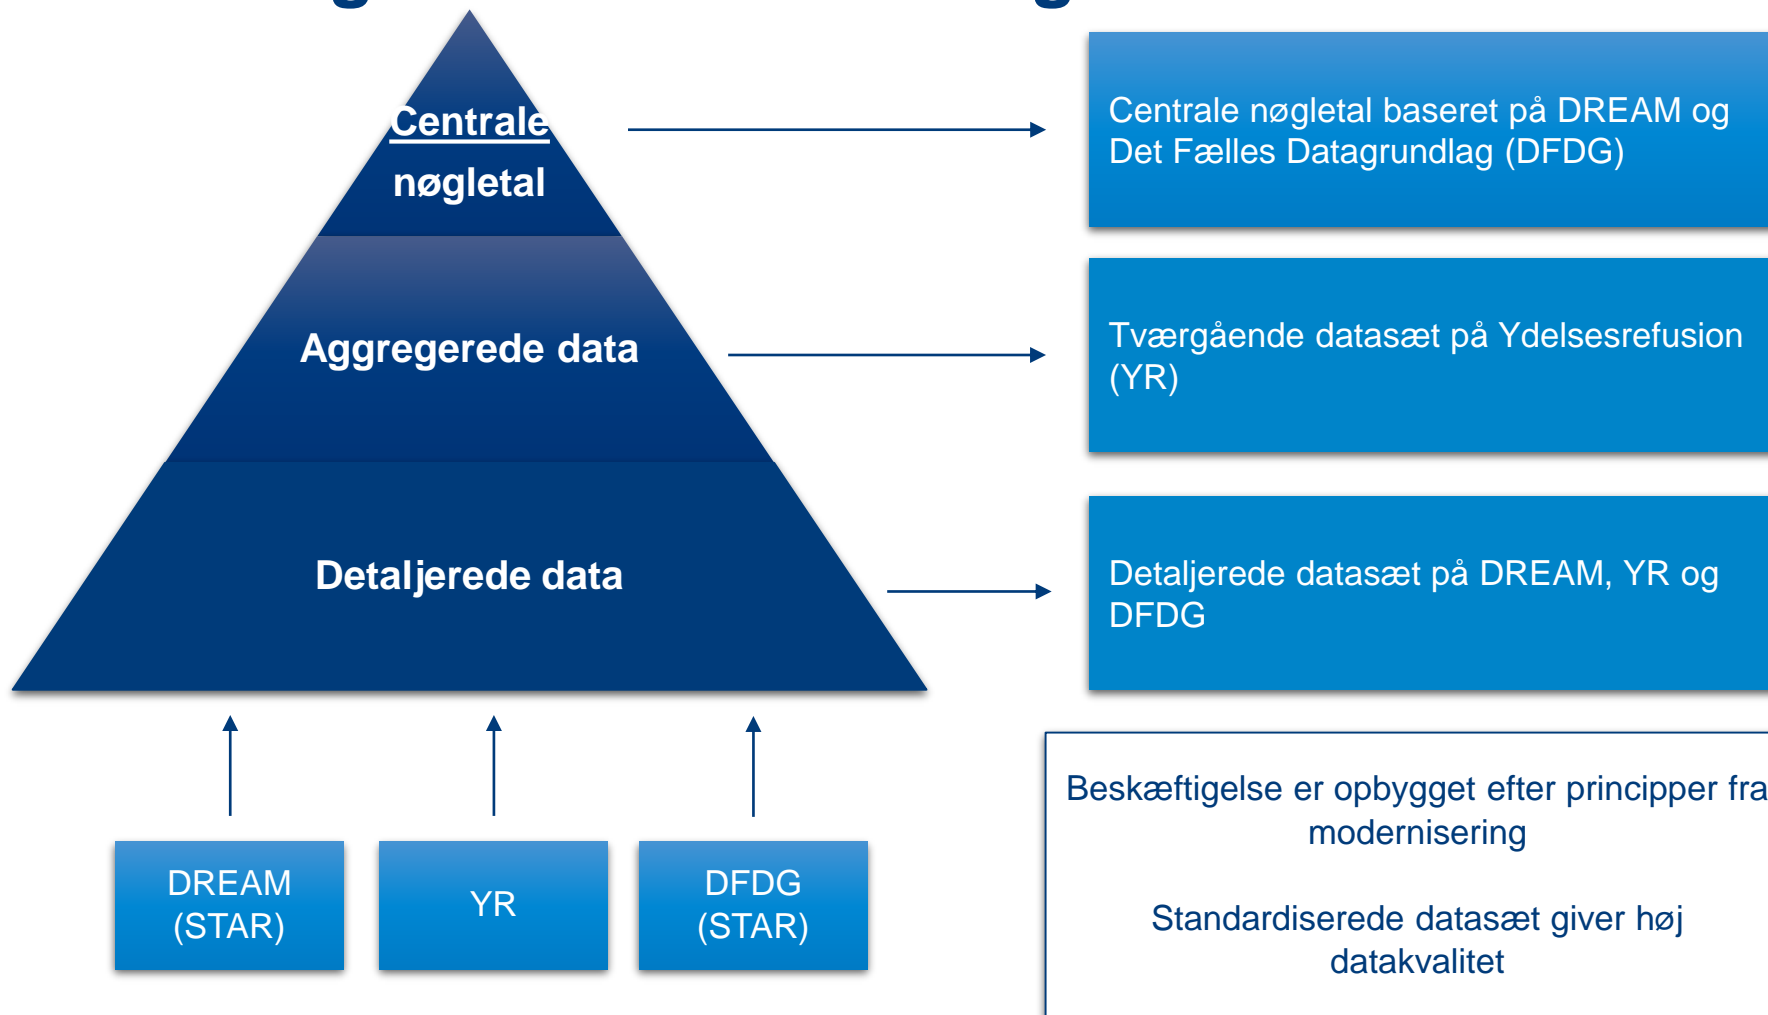 Centrale
nøgletal
Centrale nøgletal baseret på DREAM og
Det Fælles Datagrundlag (DFDG)
Aggregerede data
Tværgående datasæt på Ydelsesrefusion
(YR)
Detaljerede data
Detaljerede datasæt på DREAM, YR og
DFDG
DREAM
(STAR)
YR
DFDG
(STAR)
Beskæftigelse er opbygget efter principper fra
modernisering
Standardiserede datasæt giver høj
datakvalitet